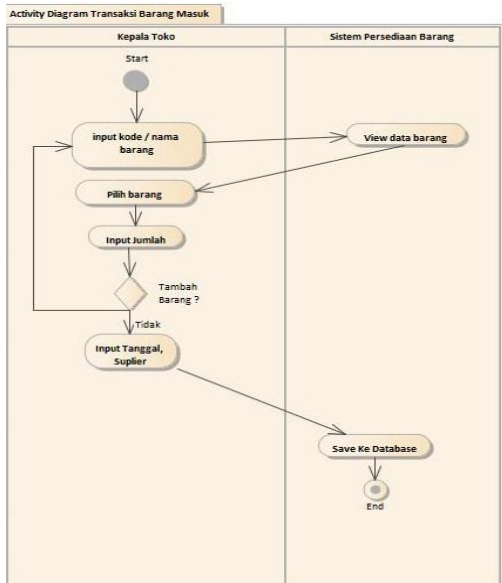 Activity Diagram Transaksi Barang Masuk
Kepala Toko
Sistem Persediaan Barang
Start
input kode / nama
barang
View data barang
Pilih barang
Input Jumlah
Tambah
Barang ?
Tidak
Input Tanggal,
Suplier
Save Ke Database
End